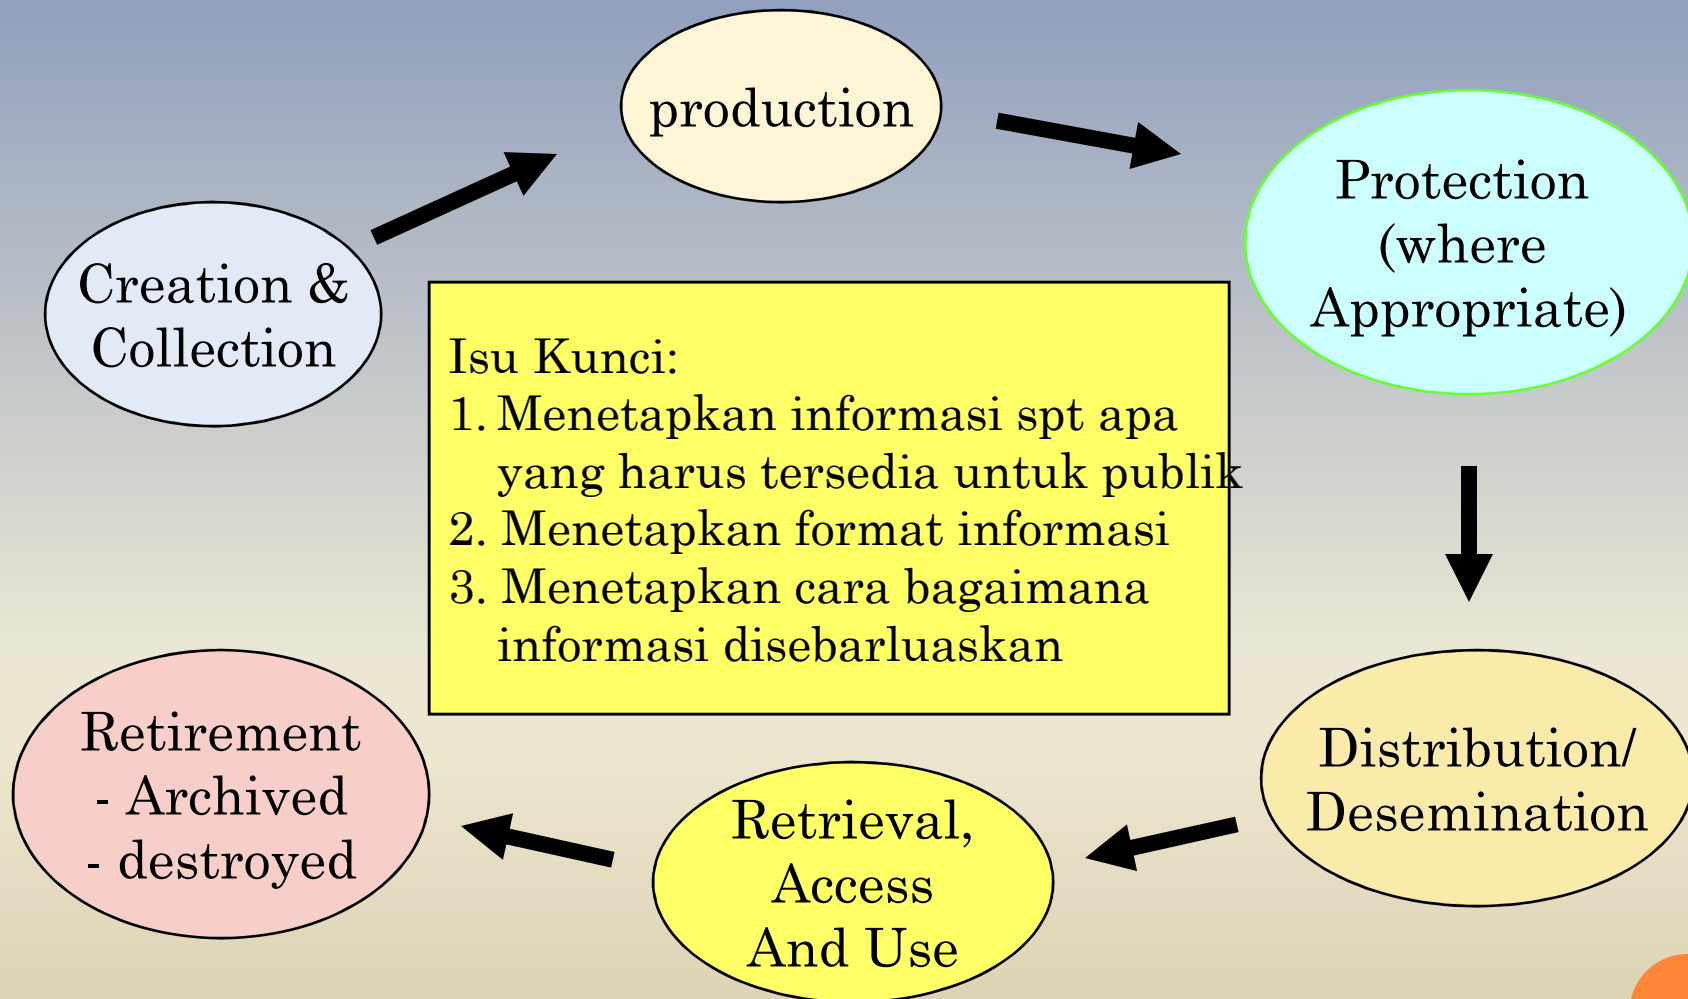 production
Protection
(where
Appropriate)
Creation &
Collection
Isu Kunci:
1. Menetapkan informasi spt apa
yang harus tersedia untuk publik
2. Menetapkan format informasi
3. Menetapkan cara bagaimana
informasi disebarluaskan
Distribution/
Desemination
Retrieval,
Access
And Use
Retirement
- Archived
- destroyed